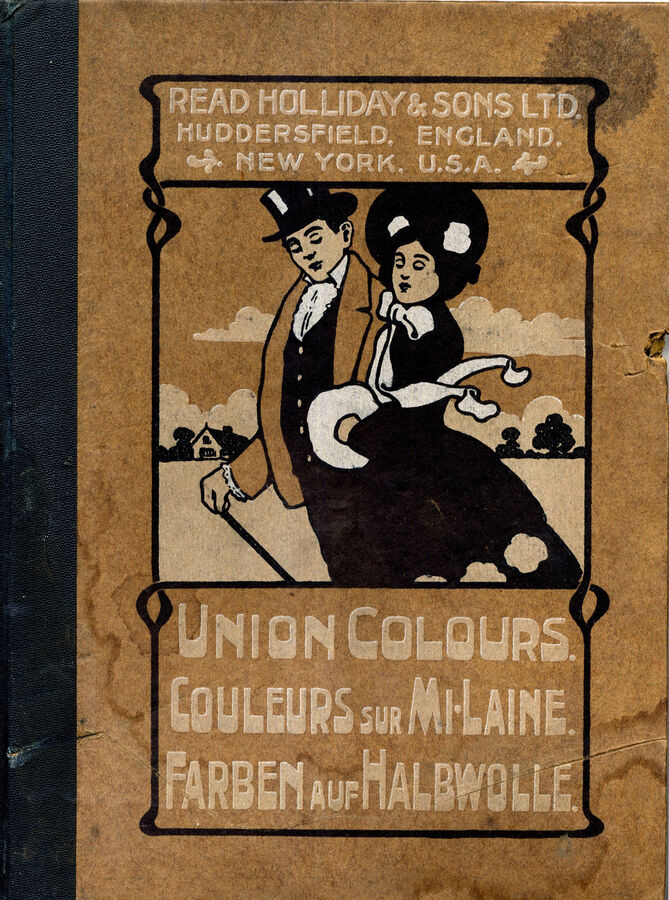 READ HOLLIDAY & SONS LTD.
HUDDERSFIELD, ENGLAND.
NEW YORK, U.S.A.
UNION COLOURS.
COULEURS SUR MI-LAINE.
FARBEN AUF HALBWOLLE.